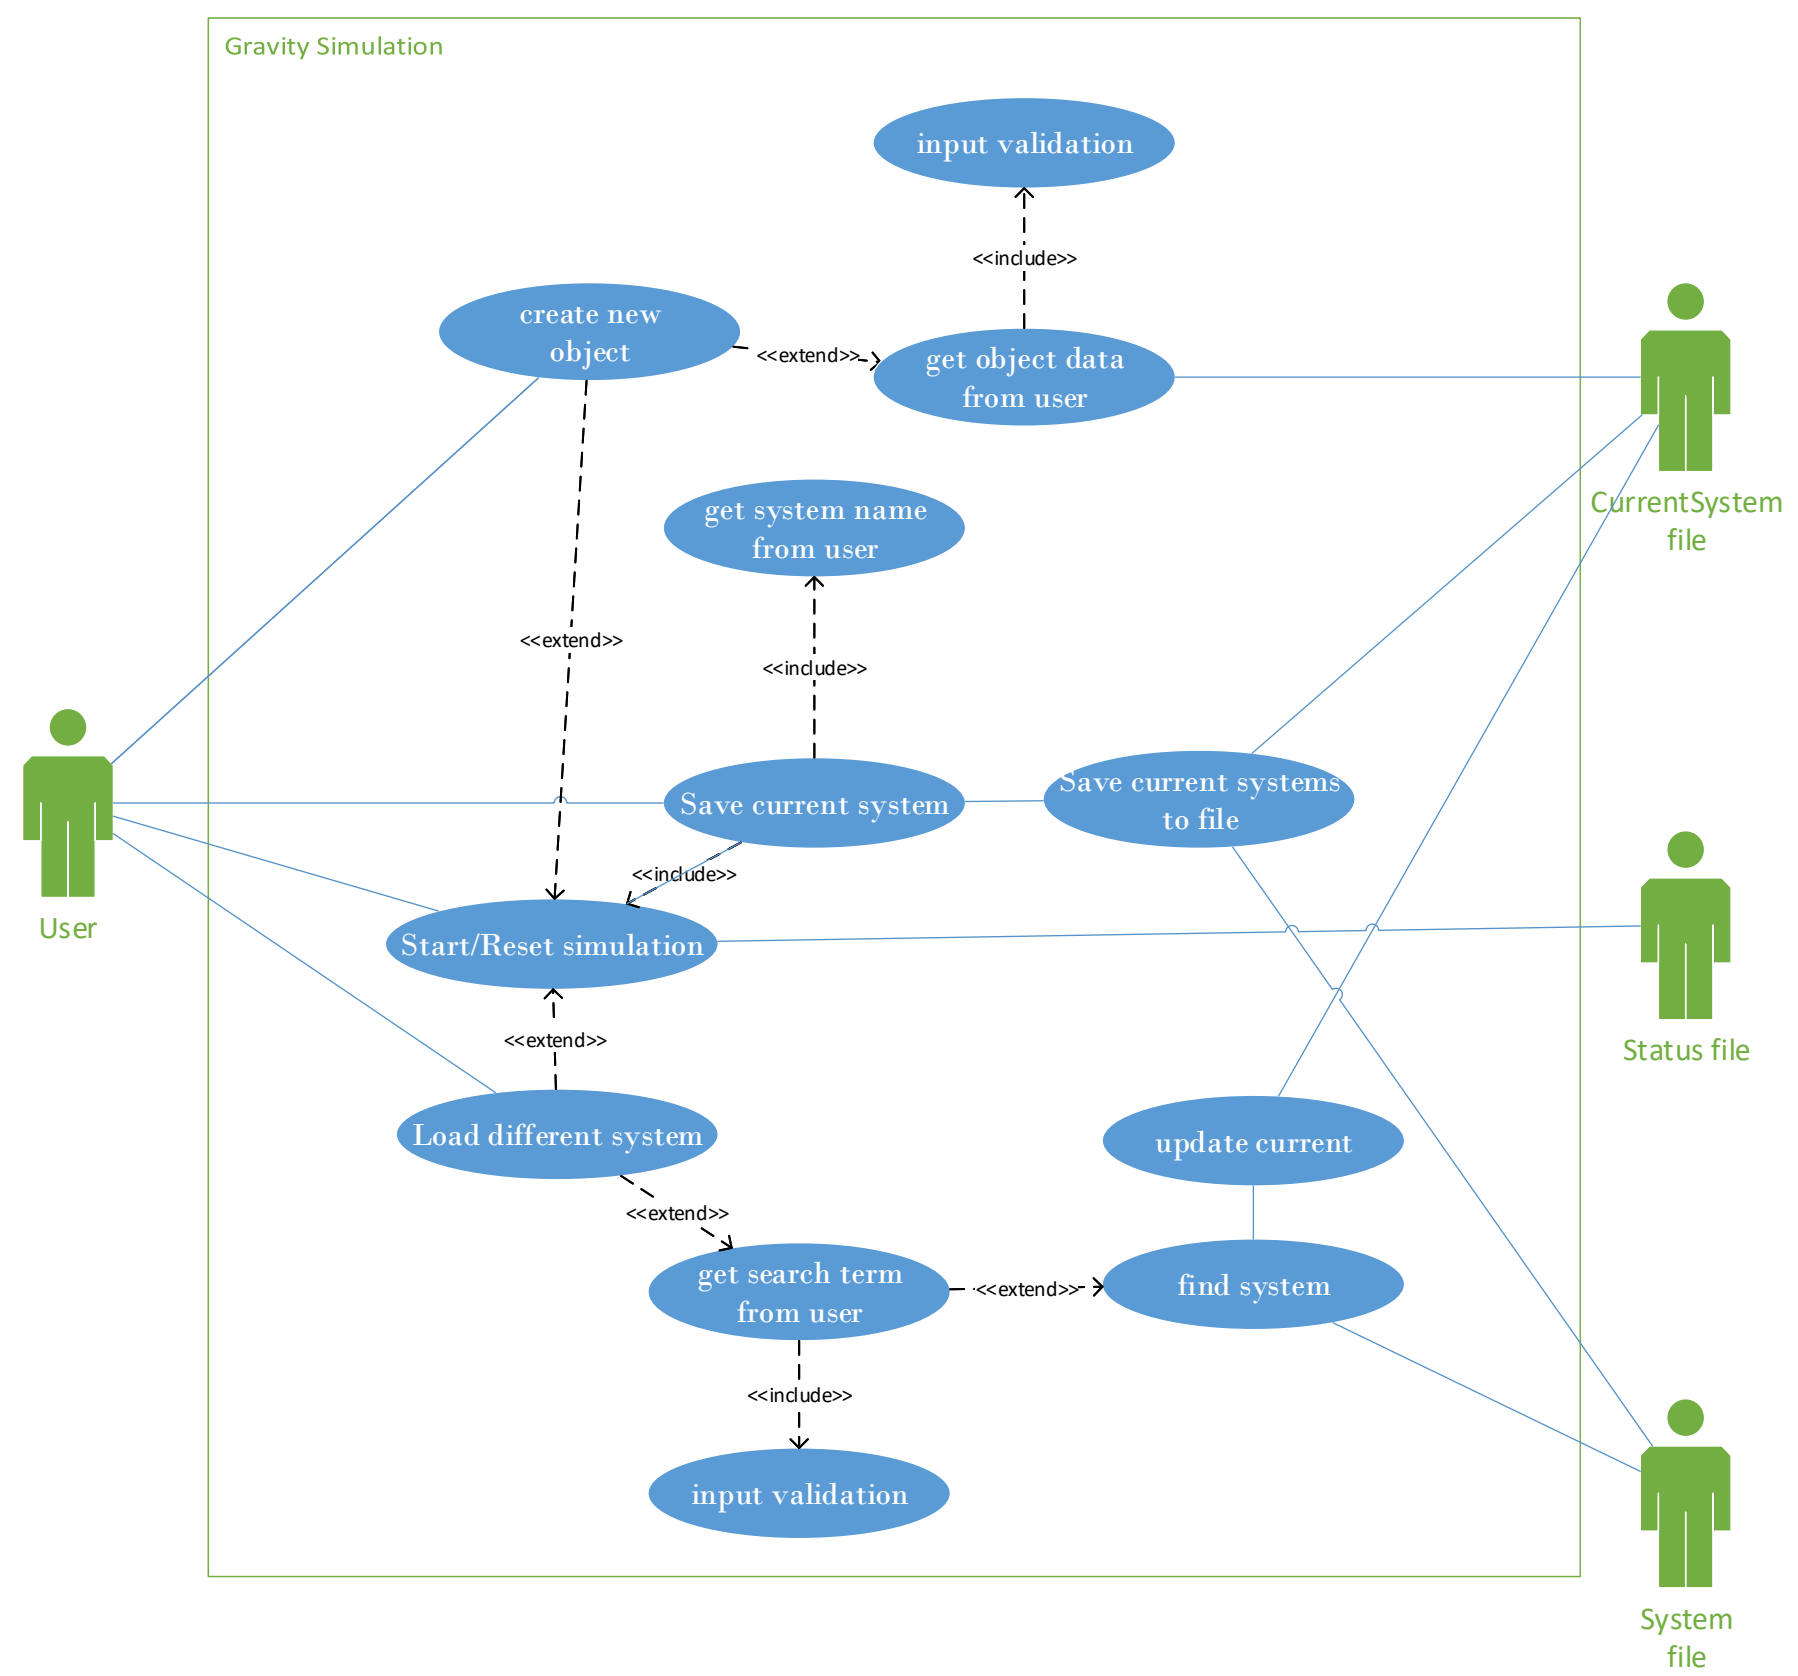 Gravity Simulation
input validation
<<include>>
create new
object
<<extend>>
get object data
from user
CurrentSystem
file
get system name
from user
<<extend>>
<<include>>
Save current system
Save current systems
to file
<<include>>
User
Start/Reset simulation
Status file
<<extend>>
Load different system
update current
<<extend>>
get search term
from user
<<extend>>
find system
<<include>>
input validation
System
file